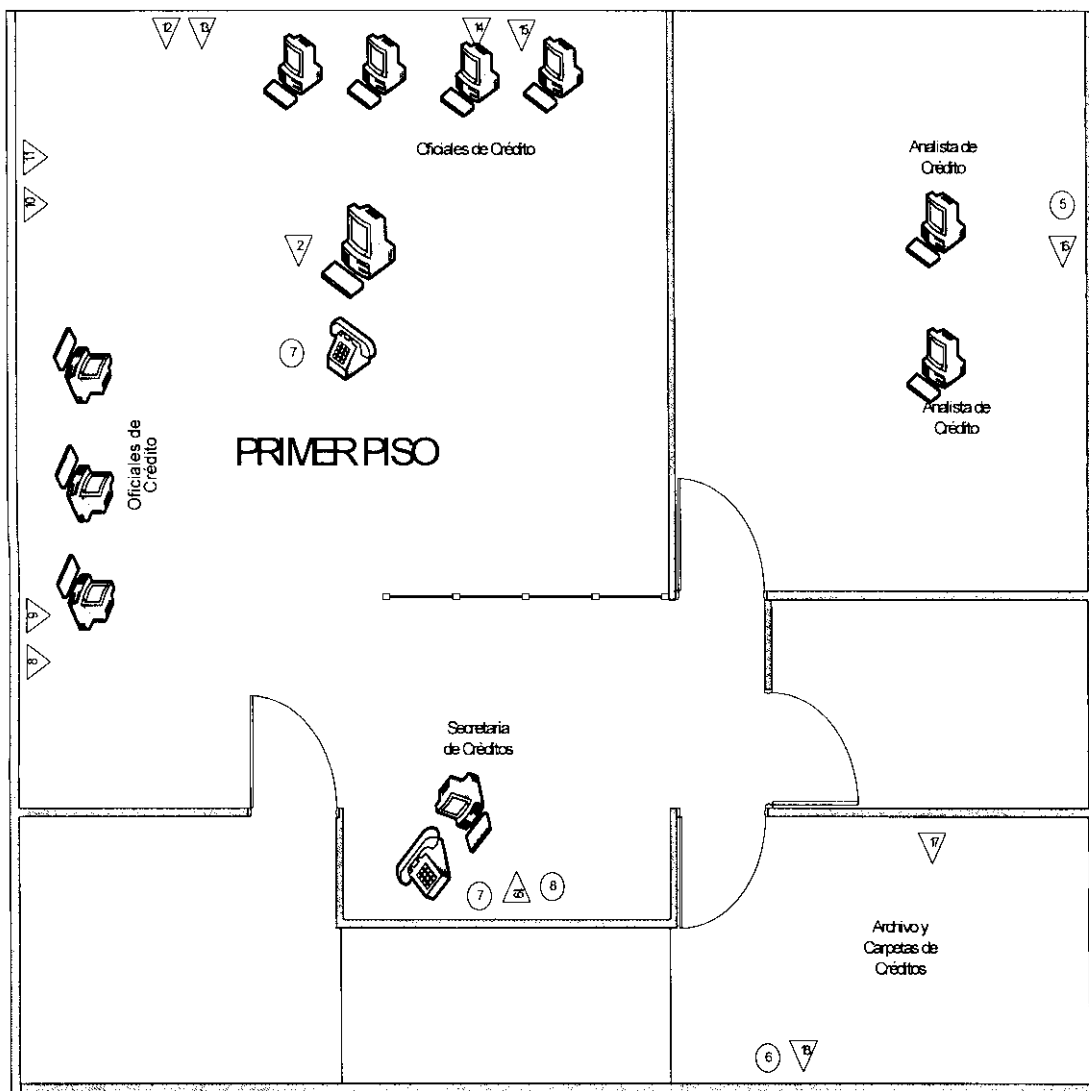 12 13 14 15
Oficiales de Crédito
11
10
2
7
Oficiales de
Crédito
PRIMER PISO
9
8
Analista de
Crédito
5
16
Analista de
Crédito
Secretaria
de Créditos
7 8
17
Archivo y
Carpetas de
Créditos
6 18